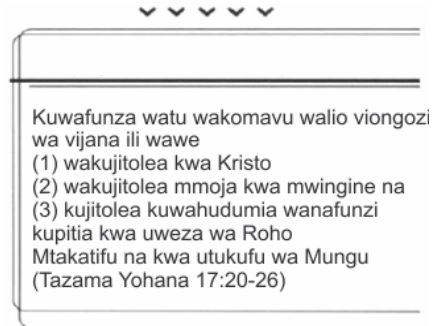 Kuwafunza watu wakomavu walio viongozi
wa vijana ili wawe
(1) wakujitolea kwa Kristo
(2) wakujitolea mmoja kwa mwingine na
(3) kujitolea kuwahudumia wanafunzi
kupitia kwa uweza wa Roho
Mtakatifu na kwa utukufu wa Mungu
(Tazama Yohana 17:20-26)